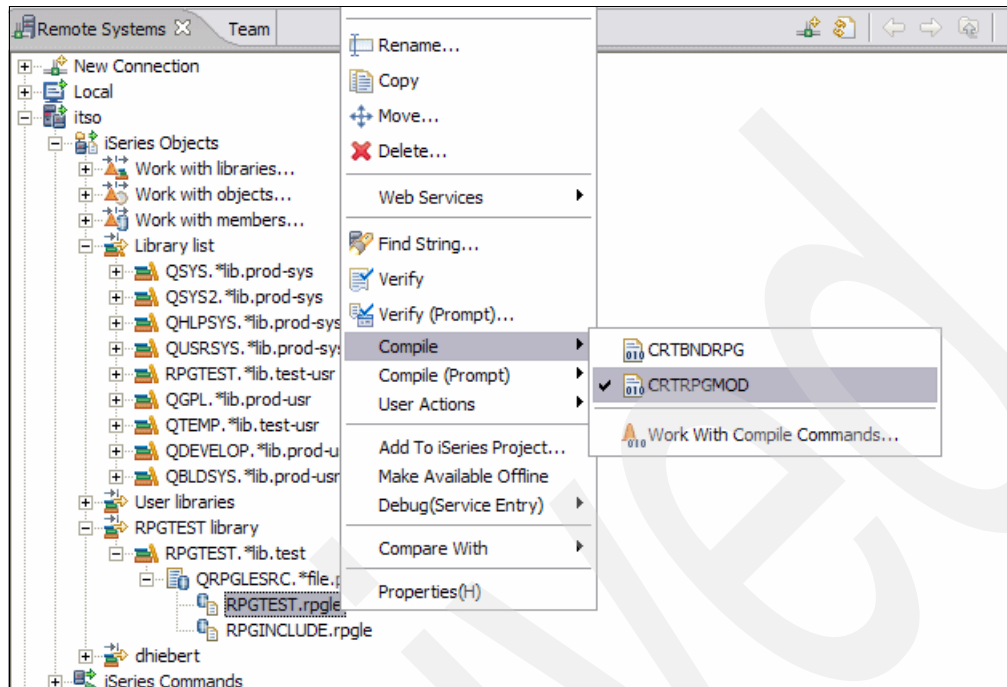 Remote Systems Team
New Connection
Local
itso
iSeries Objects
Work with libraries...
Work with objects...
Work with members...
Library list
QSYS.*lib.prod-sys
QSYS2.*lib.prod-sys
QHLPSYS.*lib.prod-sys
QUSRSYS.*lib.prod-sys
RPGTEST.*lib.test-usr
QGPL.*lib.prod-usr
QTEMP.*lib.test-usr
QDEVELOP.*lib.prod-u
QBLDSYS.*lib.prod-usr
User libraries
RPGTEST library
RPGTEST.*lib.test
QRPGLESRC.*file.p
RPGTEST.rpgle
RPGINCLUDE.rpgle
dhiebert
iSeries Commands
Rename...
Copy
Move...
Delete...
Web Services
Find String...
Verify
Verify (Prompt)...
Compile
Compile (Prompt)
User Actions
Add To iSeries Project...
Make Available Offline
Debug(Service Entry)
Compare With
Properties(H)
CRTBNDRPG
CRTRPGMOD
Work With Compile Commands...